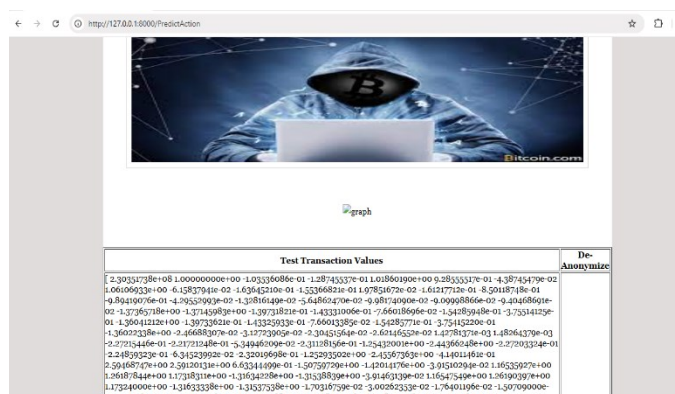 http://127.0.0.1:8000/PredictAction
Bitcoin.com
graph
Test Transaction Values
De-
Anonymize
[ 2.30351738e+08 1.00000000e+00 -1.03536086e-01 -1.28745537e-01 1.01860190e+00 9.28555517e-01 -4.38745479e-02
1.06106933e+00 -6.15837941e-02 -1.63645210e-01 -1.55366821e-01 1.97851672e-02 -1.61217712e-01 -8.50118748e-01
-9.89419076e-01 -4.29552993e-02 -1.32816149e-02 -5.64862470e-02 -9.98174090e-02 -9.09998866e-02 -9.40468691e-
02 -1.37365718e+00 -1.37145983e+00 -1.39731821e-01 -1.43331006e-01 -7.66018696e-02 -1.54285948e-01 -3.75514125e-
01 -1.36041212e+00 -1.39733621e-01 -1.43325933e-01 -7.66013385e-02 -1.54285771e-01 -3.75415220e-01
-1.36022338e+00 -2.46688307e-02 -3.12723905e-02 -2.30451564e-02 -2.62146552e-02 1.42781371e-03 1.48264379e-03
-2.27215446e-01 -2.21721248e-01 -5.34946209e-02 -2.31128156e-01 -1.25432001e+00 -2.44366248e+00 -2.27203324e-01
-2.24859323e-01 -6.34523992e-02 -2.32019698e-01 -1.25293502e+00 -2.45567363e+00 -4.14011461e-01
2.59468747e+00 2.59120131e+00 6.63344499e-01 -1.50759729e+00 -1.42014176e+00 -3.91510294e-02 1.16535927e+00
1.26187844e+00 1.17318311e+00 -1.31634228e+00 -1.31538839e+00 -3.91463139e-02 1.16547549e+00 1.26190397e+00
1.17324000e+00 -1.31633338e+00 -1.31537538e+00 -1.70316759e-02 -3.00262353e-02 -1.76401196e-02 -1.50709000e-